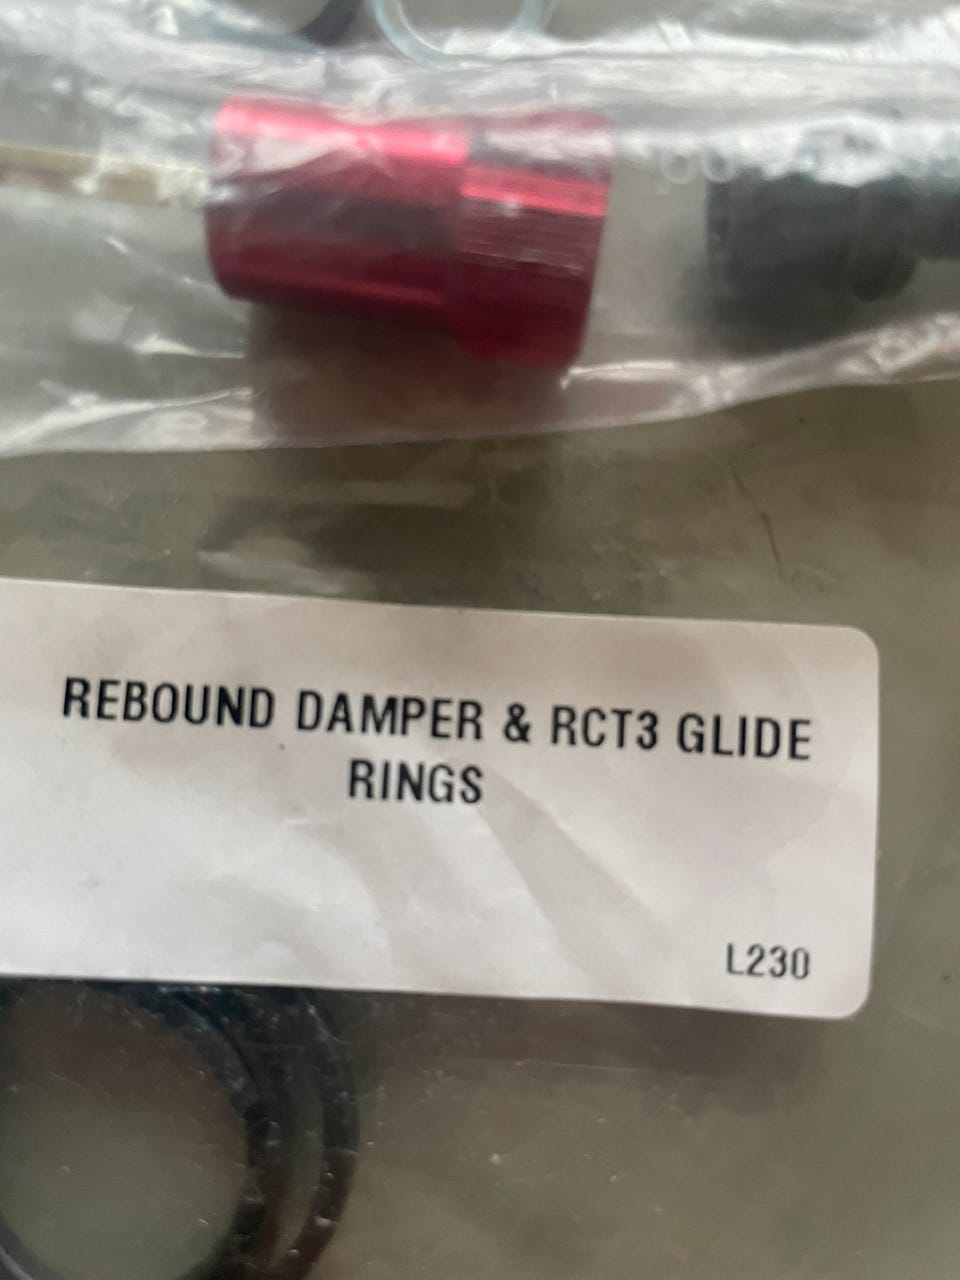 REBOUND DAMPER & RCT3 GLIDE
RINGS
L230